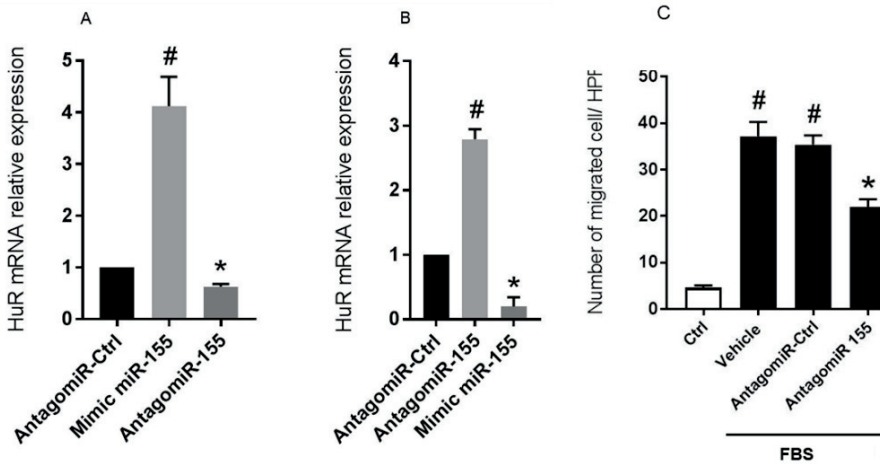 A
HuR mRNA relative expression
5
4
3
2
1
0
#
*
AntagomiR-Ctrl
Mimic miR-155
AntagomiR-155
B
HuR mRNA relative expression
4
3
2
1
0
#
*
AntagomiR-Ctrl
AntagomiR-155
Mimic miR-155
C
Number of migrated cell/ HPF
50
40
30
20
10
0
#
#
*
Ctrl
Vehicle
AntagomiR-Ctrl
AntagomiR 155
FBS